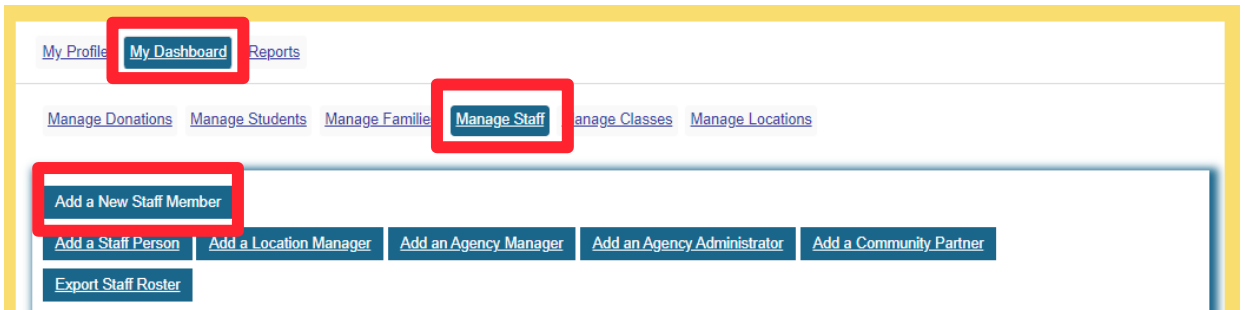 My Profile My Dashboard Reports
Manage Donations Manage Students Manage Familie Manage Staff anage Classes Manage Locations
Add a New Staff Member
Add a Staff Person Add a Location Manager Add an Agency Manager Add an Agency Administrator Add a Community Partner
Export Staff Roster